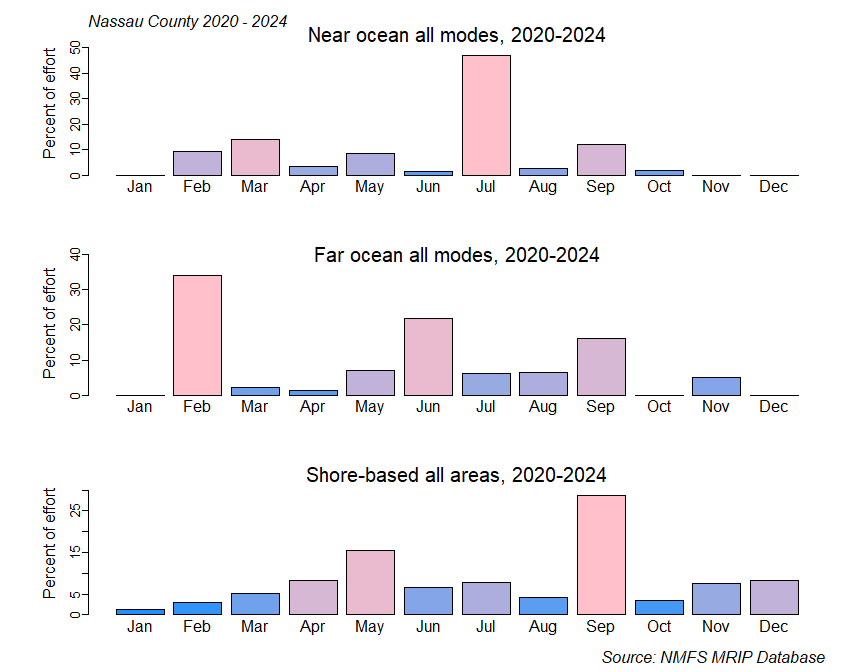 Nassau County 2020 - 2024
Near ocean all modes, 2020-2024
Percent of effort
50
40
30
20
10
0
Jan Feb Mar Apr May Jun Jul Aug Sep Oct Nov Dec
Far ocean all modes, 2020-2024
Percent of effort
40
30
20
10
0
Jan Feb Mar Apr May Jun Jul Aug Sep Oct Nov Dec
Shore-based all areas, 2020-2024
Percent of effort
25
15
5
0
Jan Feb Mar Apr May Jun Jul Aug Sep Oct Nov Dec
Source: NMFS MRIP Database